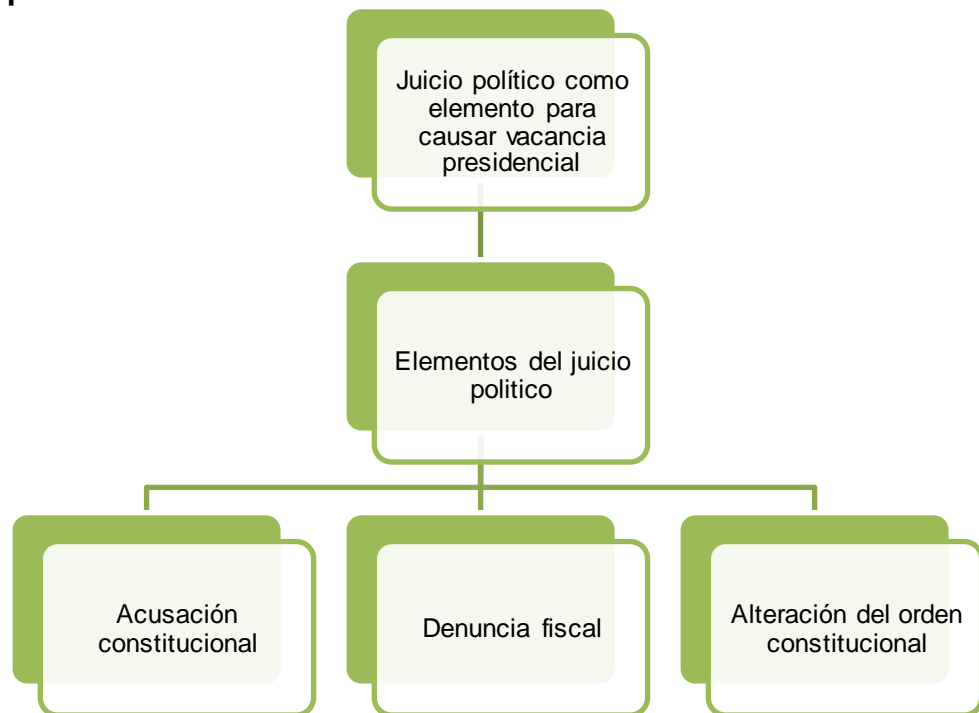 Juicio político como
elemento para
causar vacancia
presidencial
Elementos del juicio
politico
Acusación
constitucional
Denuncia fiscal
Alteración del orden
constitucional